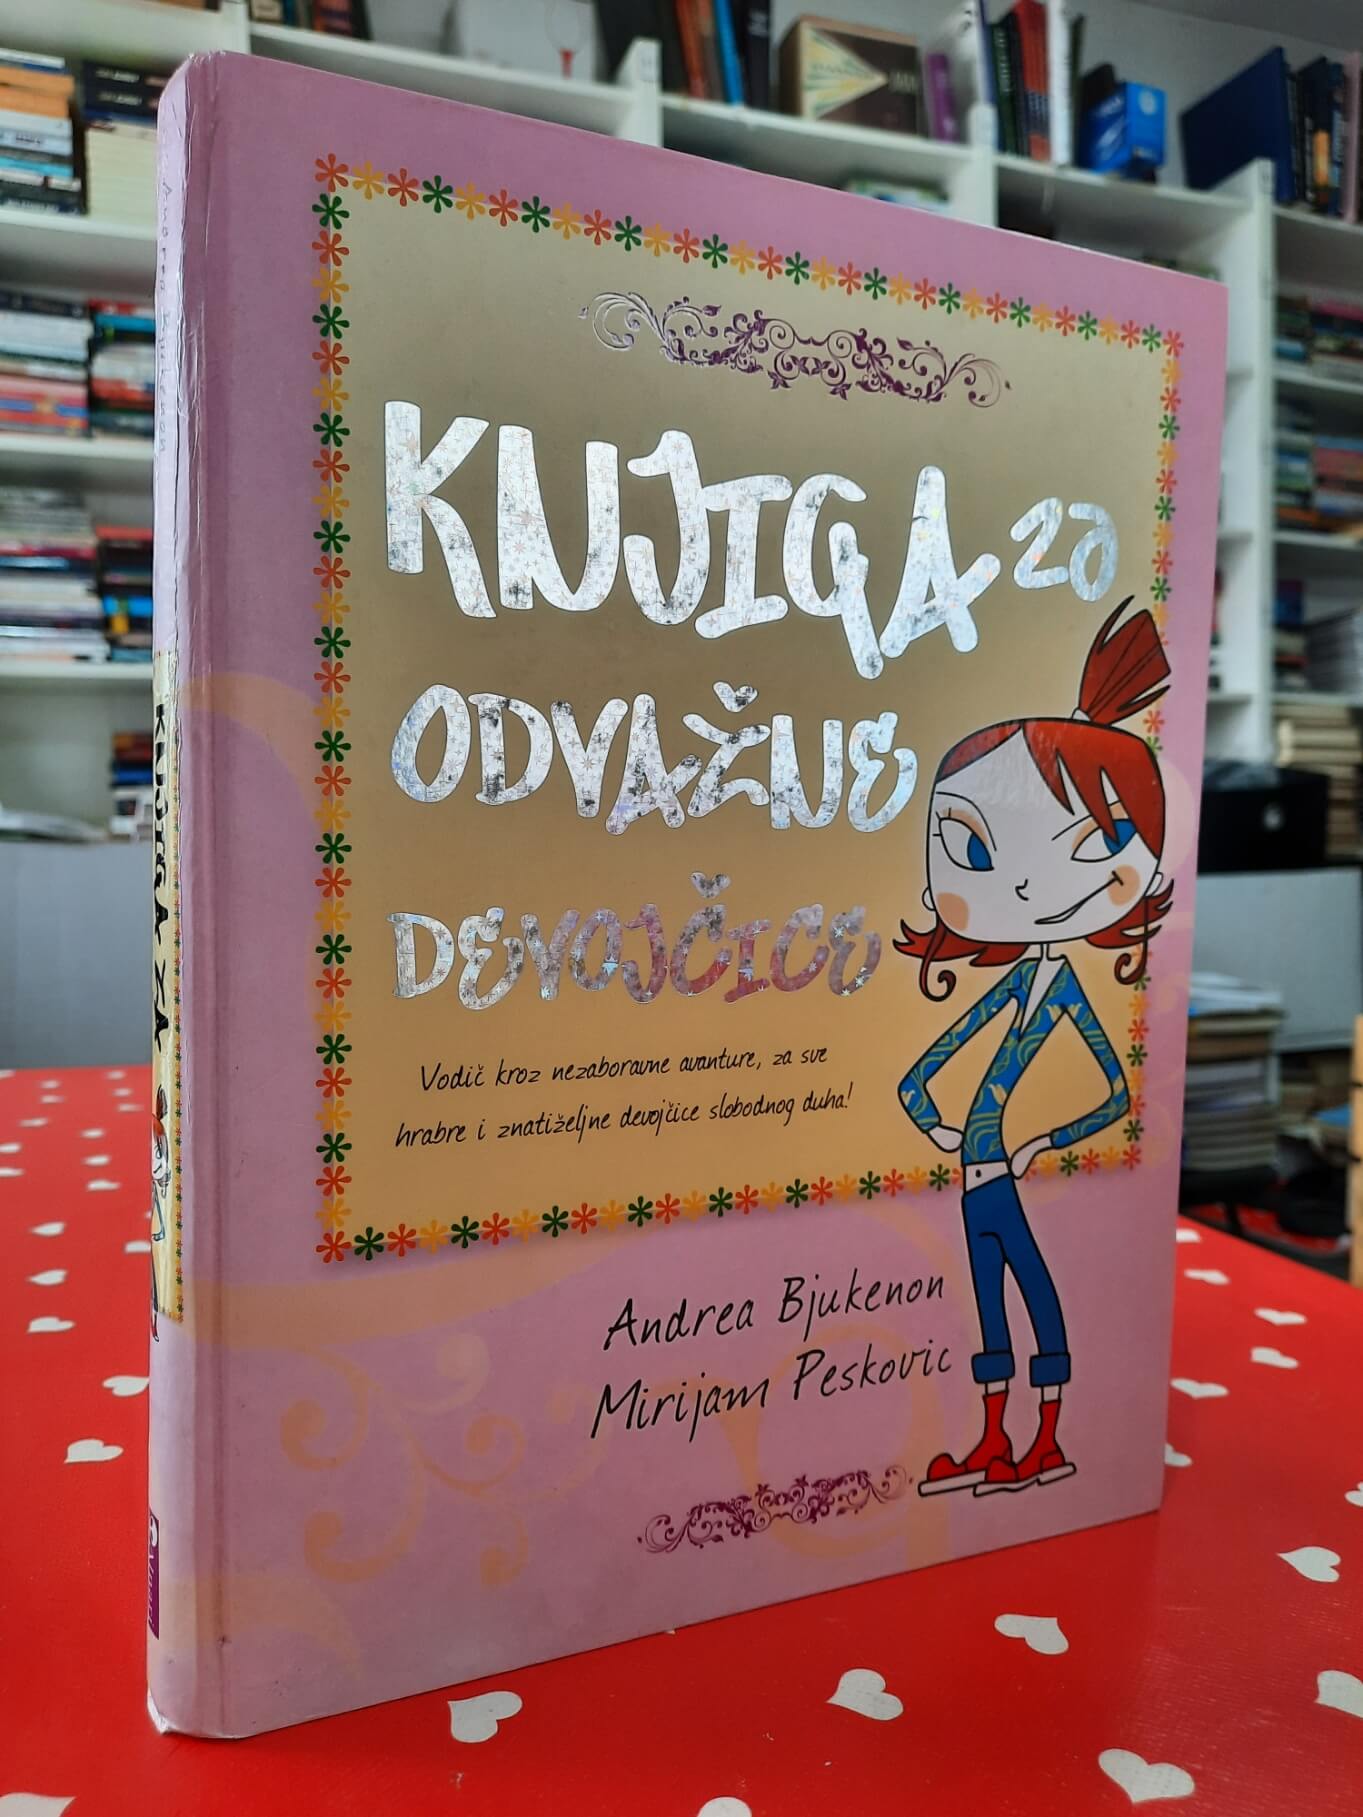 KNJIGA za
ODVAŽNE
DEVOJČICE
Vodič kroz nezaboravne avanture, za sve
hrabre i znatiželjne devojčice slobodnog duha!
Andrea Bjukenon
Mirijam Peskovic
KNJIGA ZA